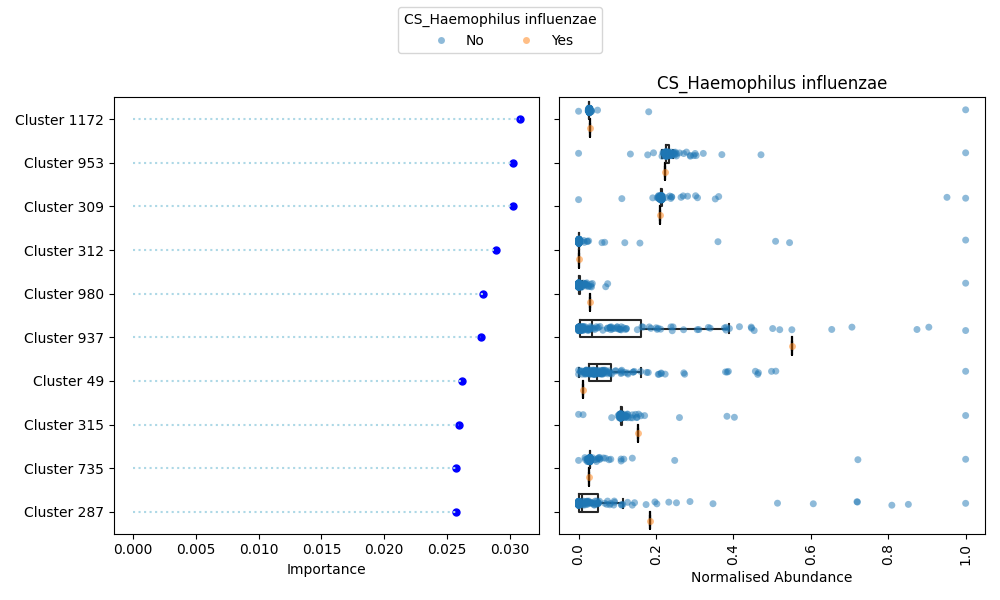 CS_Haemophilus influenzae
No Yes
CS_Haemophilus influenzae
Cluster 1172
Cluster 953
Cluster 309
Cluster 312
Cluster 980
Cluster 937
Cluster 49
Cluster 315
Cluster 735
Cluster 287
0.000 0.005 0.010 0.015 0.020 0.025 0.030
Importance
0.0 0.2 0.4 0.6 0.8 1.0
Normalised Abundance